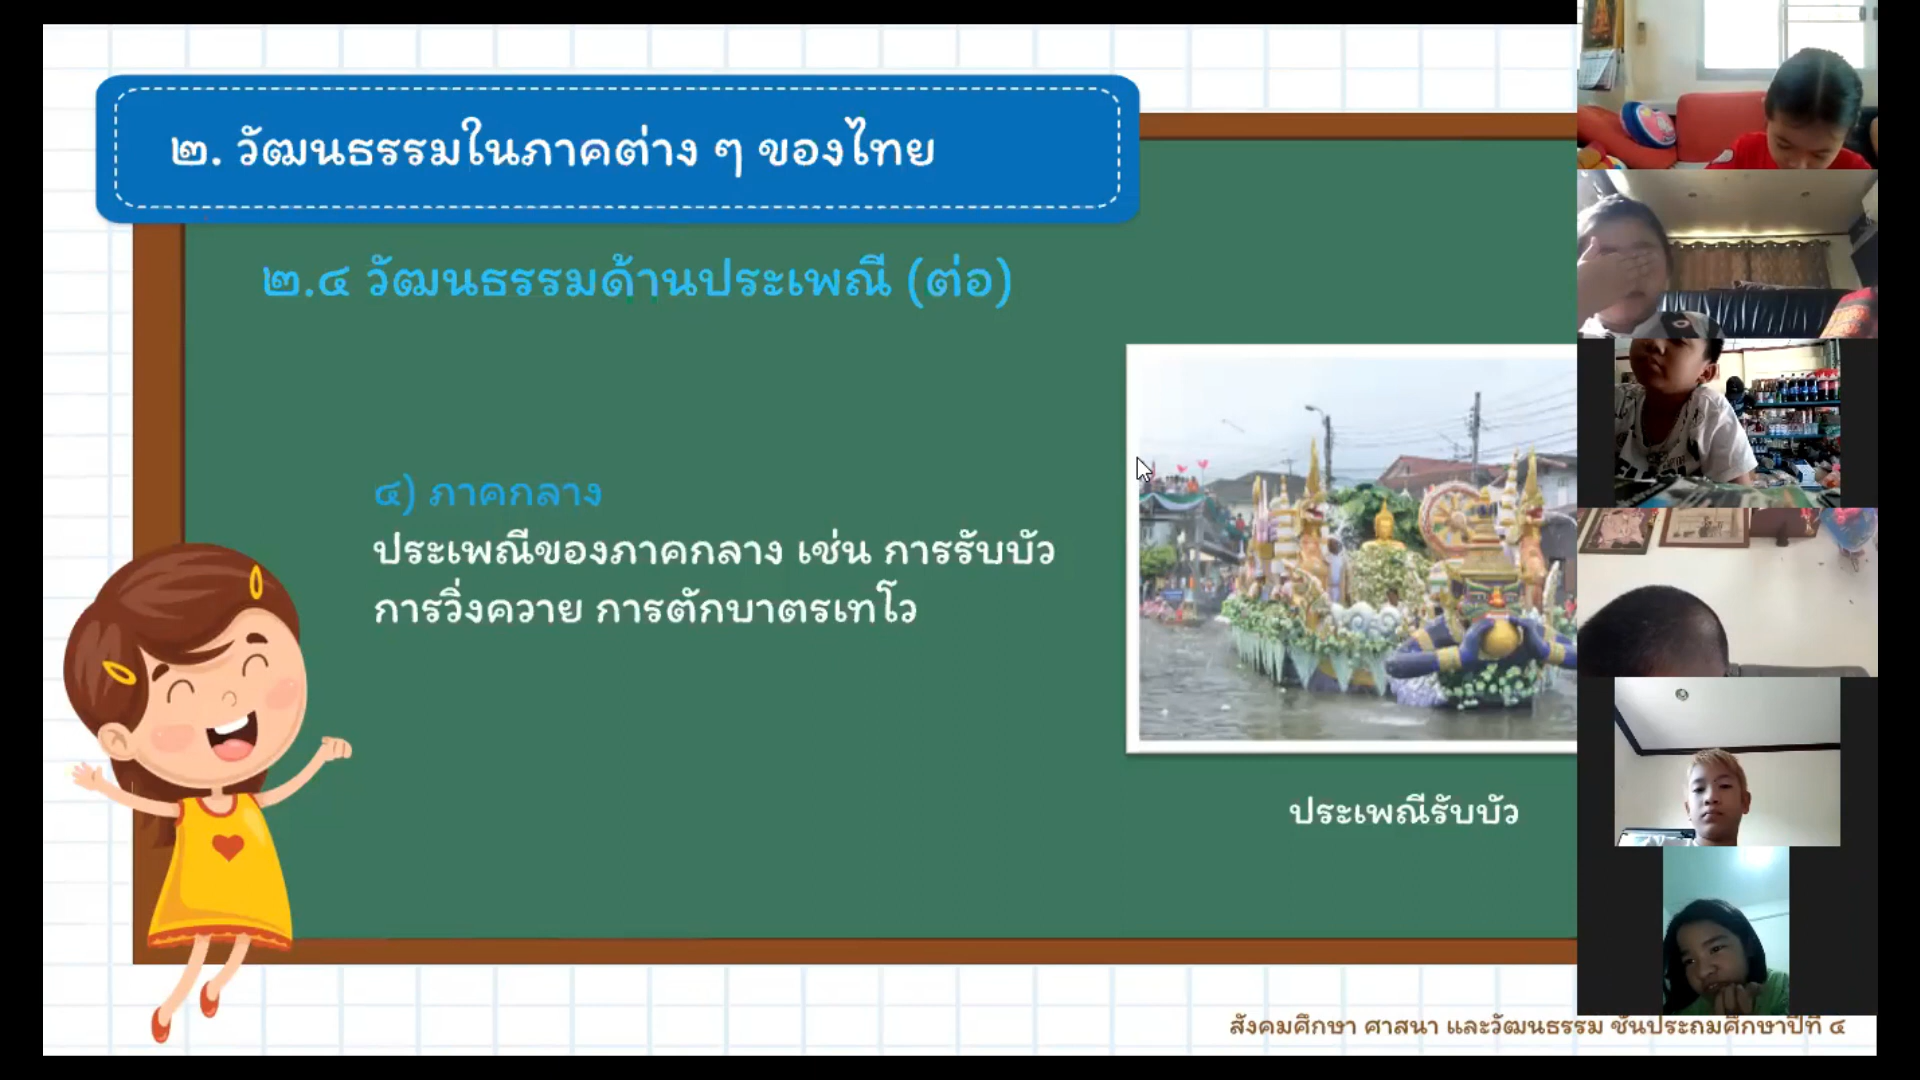 ๒. วัฒนธรรมในภาคต่าง ๆ ของไทย
๒.๔ วัฒนธรรมด้านประเพณี (ต่อ)
๔) ภาคกลาง
ประเพณีของภาคกลาง เช่น การรับบัว
การวิ่งควาย การตักบาตรเทโว
ประเพณีรับบัว
สังคมศึกษา ศาสนา และวัฒนธรรม ชั้นประถมศึกษาปีที่ ๔